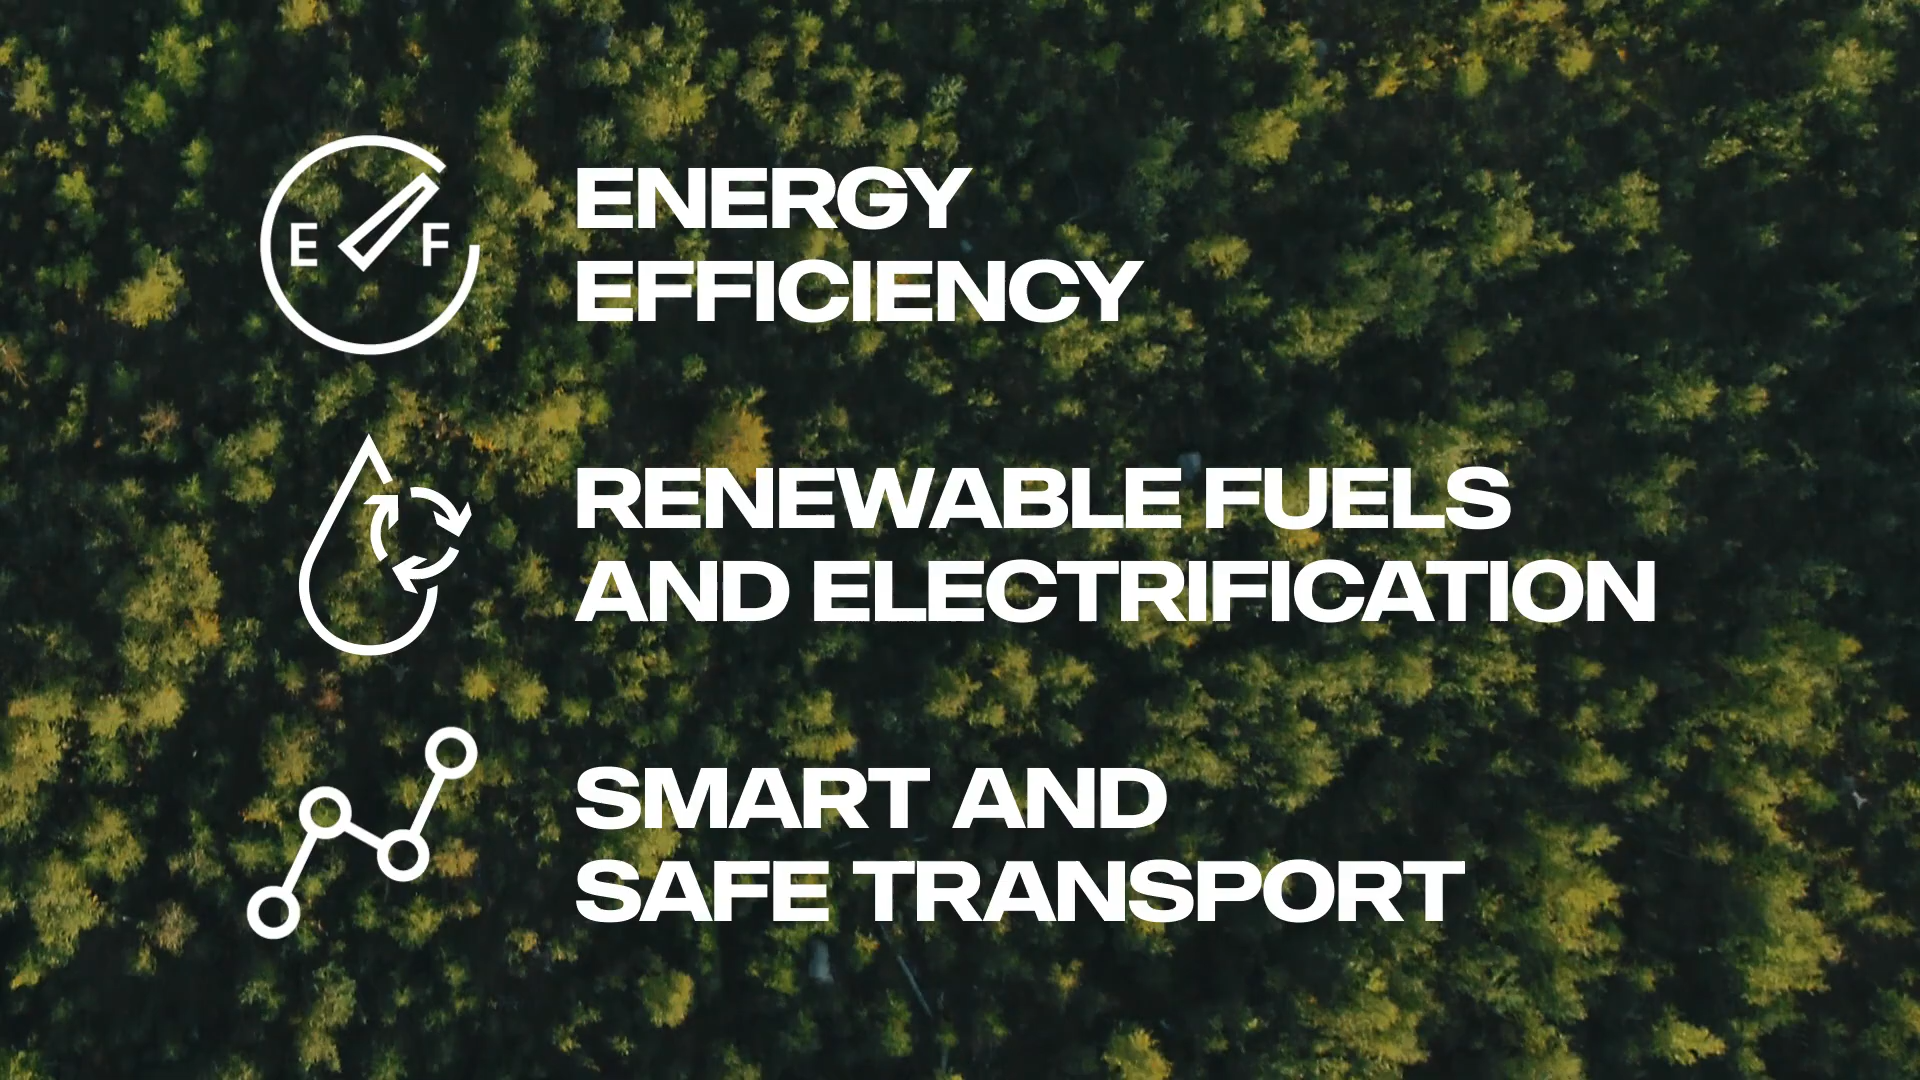 E F
ENERGY
EFFICIENCY
RENEWABLE FUELS
AND ELECTRIFICATION
SMART AND
SAFE TRANSPORT